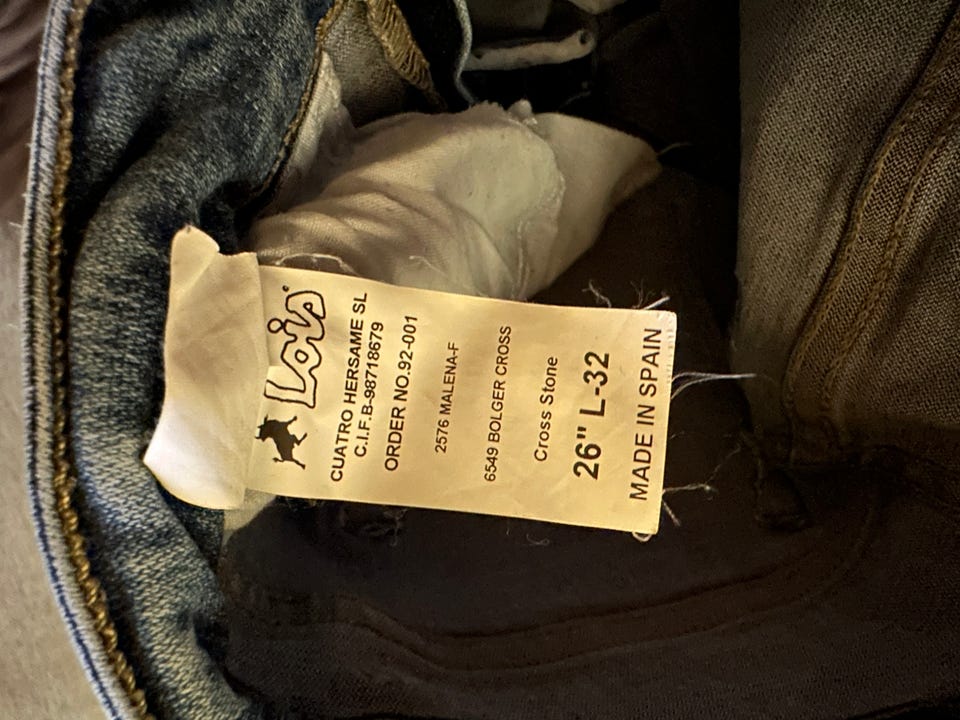 Lois
CUATRO HERSAME SL
C.I.F.B-98718679
ORDER NO.92-001
2576 MALENA-F
6549 BOLGER CROSS
Cross Stone
26" L-32
MADE IN SPAIN